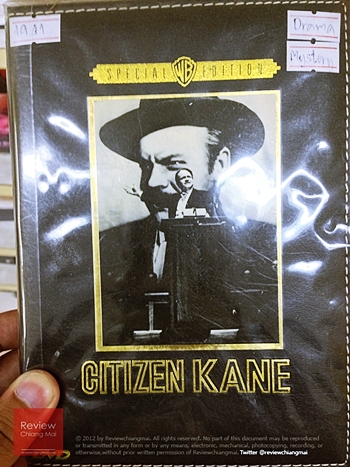 1941
Drama
Mystery
SPECIAL WB EDITION
CITIZEN KANE
Review
Chiang Mai
© 2012 by Reviewchiangmai. All rights reserved. No part of this document may be reproduced
or transmitted in any form or by any means, electronic, mechanical, photocopying, recording, or
otherwise,without prior written permission of Reviewchiangmai. Twitter @reviewchiangmai